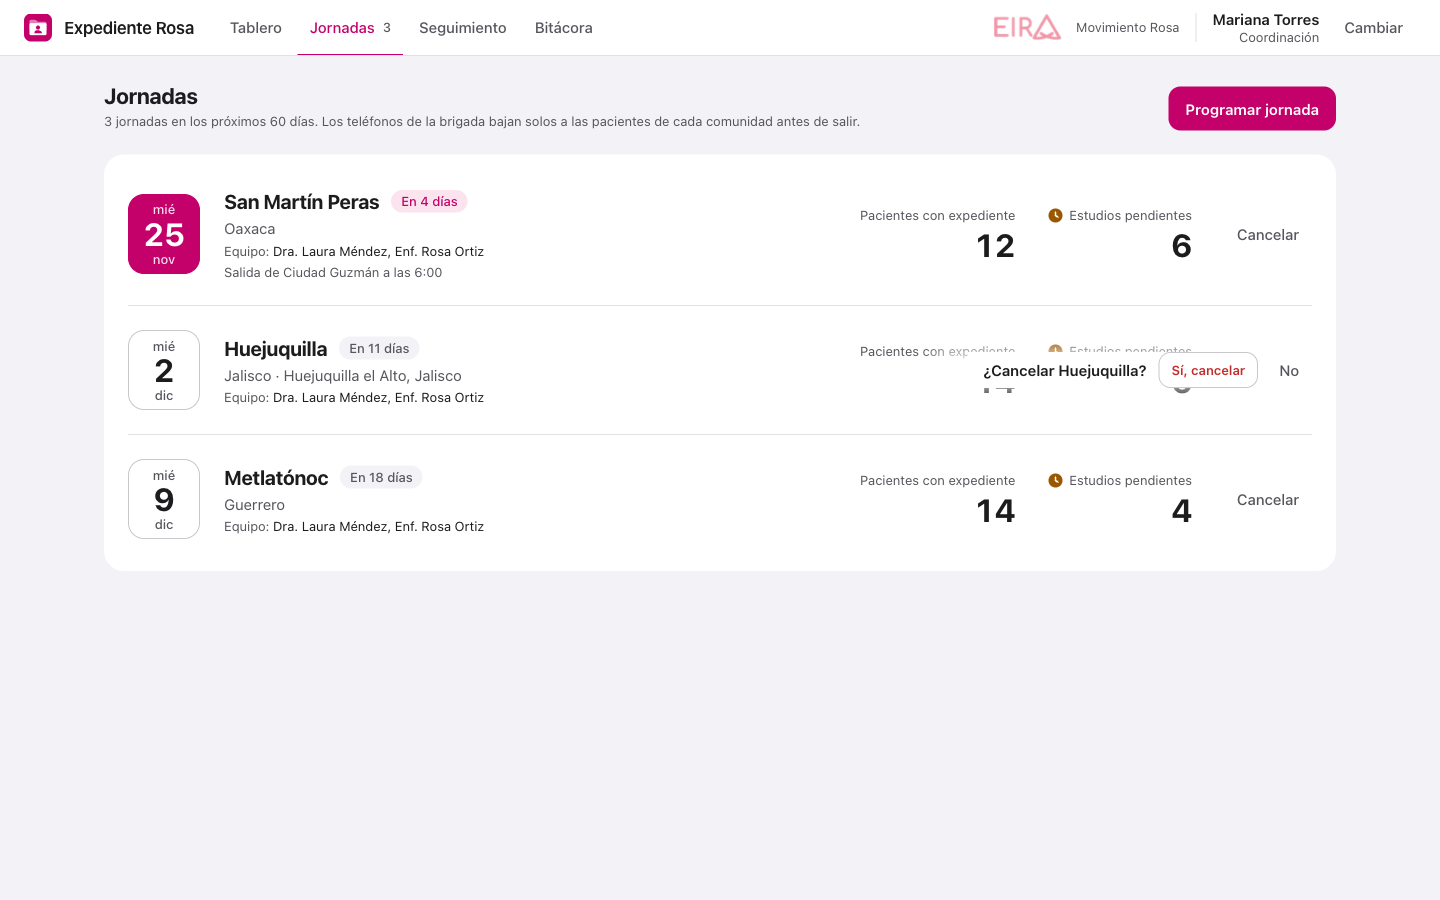 Expediente Rosa
Tablero
Jornadas 3
Seguimiento
Bitácora
EIRA
Movimiento Rosa
Mariana Torres
Coordinación
Cambiar
Jornadas
3 jornadas en los próximos 60 días. Los teléfonos de la brigada bajan solos a las pacientes de cada comunidad antes de salir.
Programar jornada
mié
25
nov
San Martín Peras
En 4 días
Oaxaca
Equipo: Dra. Laura Méndez, Enf. Rosa Ortiz
Salida de Ciudad Guzmán a las 6:00
Pacientes con expediente
12
Estudios pendientes
6
Cancelar
mié
2
dic
Huejuquilla
En 11 días
Jalisco · Huejuquilla el Alto, Jalisco
Equipo: Dra. Laura Méndez, Enf. Rosa Ortiz
Pacientes con expediente
Estudios pendientes
¿Cancelar Huejuquilla?
Sí, cancelar
No
mié
9
dic
Metlatónoc
En 18 días
Guerrero
Equipo: Dra. Laura Méndez, Enf. Rosa Ortiz
Pacientes con expediente
14
Estudios pendientes
4
Cancelar